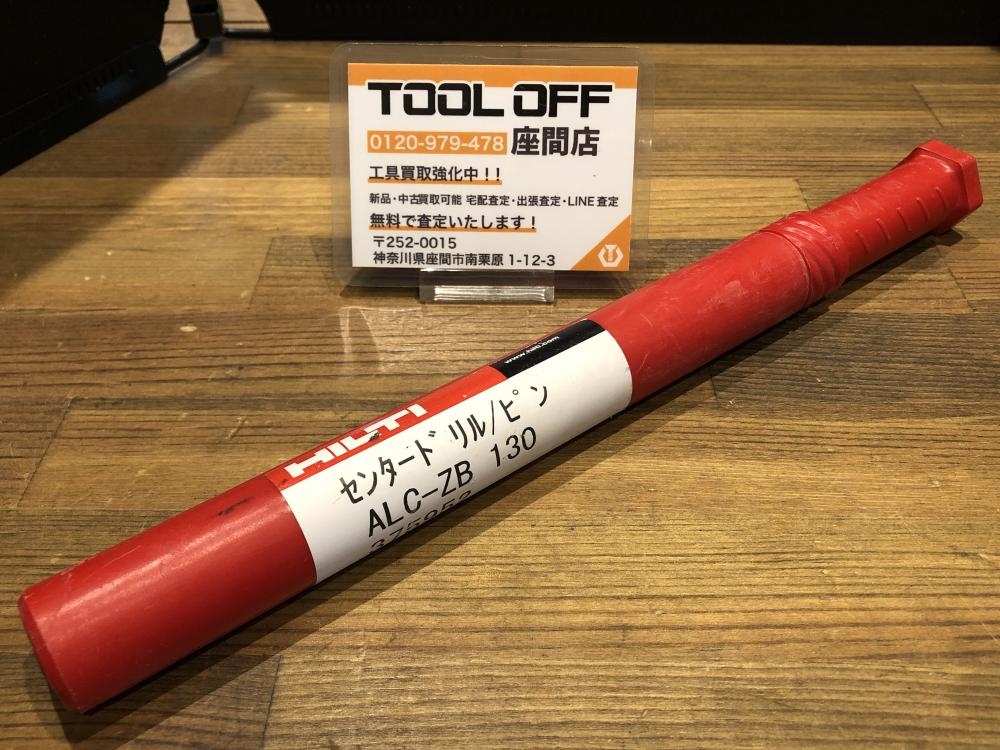 TOOL OFF
0120-979-478 座間店
工具買取強化中！！
新品・中古買取可能 宅配査定・出張査定・LINE査定
無料で査定いたします！
〒252-0015
神奈川県座間市南栗原1-12-3
www.hilti.com
HILTI
センタードリル/ピン
ALC-ZB 130